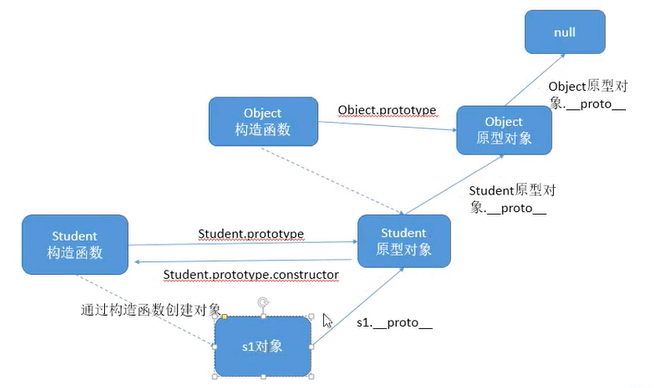 null
Object原型对
象.__proto__
Object
构造函数
Object.prototype
Object
原型对象
Student原型对
象.__proto__
Student
构造函数
Student.prototype
Student
原型对象
Student.prototype.constructor
通过构造函数创建对象
s1对象
s1.__proto__